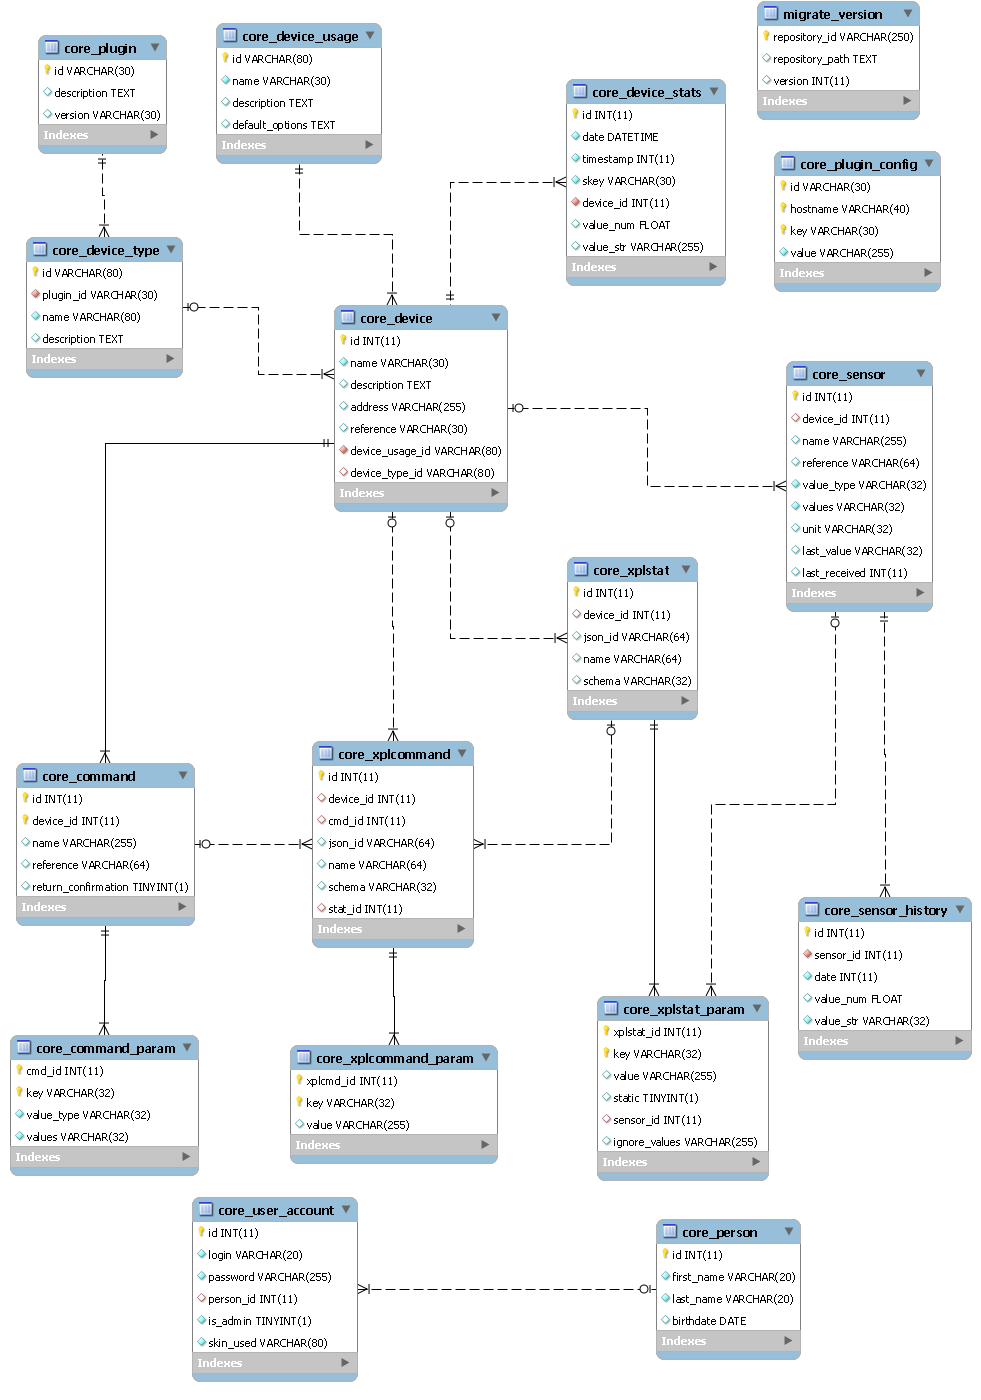 core_plugin
id VARCHAR(30)
description TEXT
version VARCHAR(30)
Indexes
core_device_usage
id VARCHAR(80)
name VARCHAR(30)
description TEXT
default_options TEXT
Indexes
core_device_stats
id INT(11)
date DATETIME
timestamp INT(11)
skey VARCHAR(30)
device_id INT(11)
value_num FLOAT
value_str VARCHAR(255)
Indexes
migrate_version
repository_id VARCHAR(250)
repository_path TEXT
version INT(11)
Indexes
core_plugin_config
id VARCHAR(30)
hostname VARCHAR(40)
key VARCHAR(30)
value VARCHAR(255)
Indexes
core_device_type
id VARCHAR(80)
plugin_id VARCHAR(30)
name VARCHAR(80)
description TEXT
Indexes
core_device
id INT(11)
name VARCHAR(30)
description TEXT
address VARCHAR(255)
reference VARCHAR(30)
device_usage_id VARCHAR(80)
device_type_id VARCHAR(80)
Indexes
core_sensor
id INT(11)
device_id INT(11)
name VARCHAR(255)
reference VARCHAR(64)
value_type VARCHAR(32)
values VARCHAR(32)
unit VARCHAR(32)
last_value VARCHAR(32)
last_received INT(11)
Indexes
core_xplstat
id INT(11)
device_id INT(11)
json_id VARCHAR(64)
name VARCHAR(64)
schema VARCHAR(32)
Indexes
core_command
id INT(11)
device_id INT(11)
name VARCHAR(255)
reference VARCHAR(64)
return_confirmation TINYINT(1)
Indexes
core_xplcommand
id INT(11)
device_id INT(11)
cmd_id INT(11)
json_id VARCHAR(64)
name VARCHAR(64)
schema VARCHAR(32)
stat_id INT(11)
Indexes
core_sensor_history
id INT(11)
sensor_id INT(11)
date INT(11)
value_num FLOAT
value_str VARCHAR(32)
Indexes
core_command_param
cmd_id INT(11)
key VARCHAR(32)
value_type VARCHAR(32)
values VARCHAR(32)
Indexes
core_xplcommand_param
xplcmd_id INT(11)
key VARCHAR(32)
value VARCHAR(255)
Indexes
core_xplstat_param
xplstat_id INT(11)
key VARCHAR(32)
value VARCHAR(255)
static TINYINT(1)
sensor_id INT(11)
ignore_values VARCHAR(255)
Indexes
core_user_account
id INT(11)
login VARCHAR(20)
password VARCHAR(255)
person_id INT(11)
is_admin TINYINT(1)
skin_used VARCHAR(80)
Indexes
core_person
id INT(11)
first_name VARCHAR(20)
last_name VARCHAR(20)
birthdate DATE
Indexes